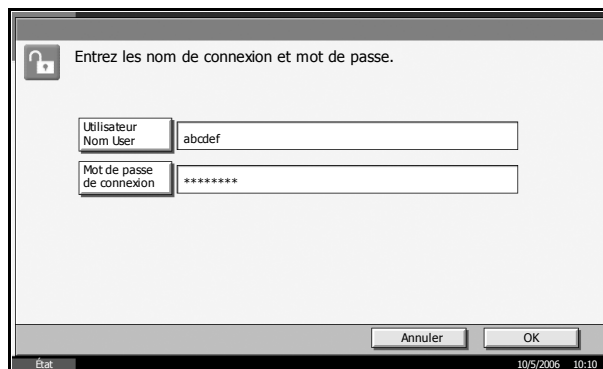 Entrez les nom de connexion et mot de passe.
Utilisateur
Nom User
abcdef
Mot de passe
de connexion
********
Annuler
OK
État
10/5/2006 10:10